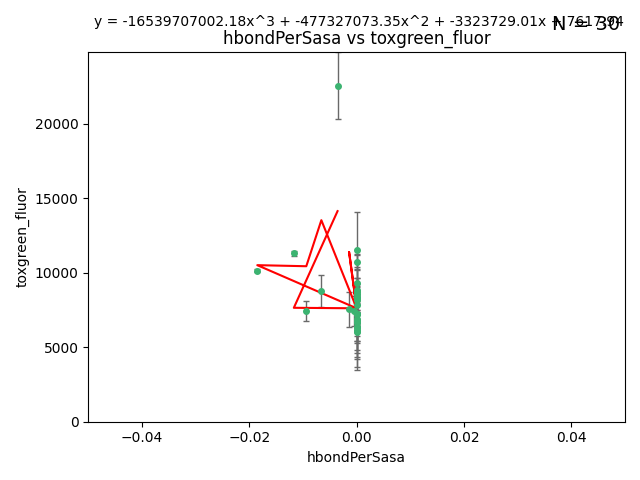 y = -16539707002.18x^3 + -477327073.35x^2 + -3323729.01x + 7617.94
N = 30
hbondPerSasa vs toxgreen_fluor
toxgreen_fluor
20000
15000
10000
5000
0
-0.04
-0.02
0.00
0.02
0.04
hbondPerSasa